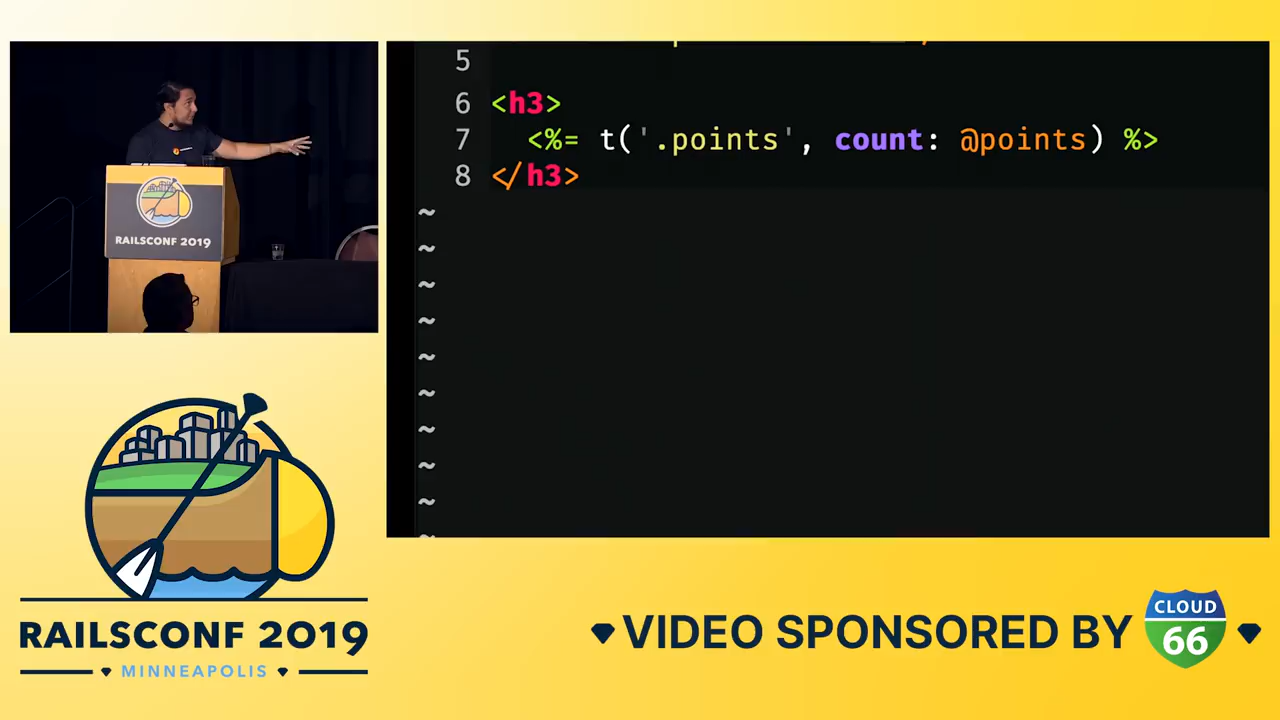 5
6 <h3>
7 <%= t('.points', count: @points) %>
8 </h3>
~
~
~
~
~
~
~
~
~
~
RAILSCONF 2019
RAILSCONF 2019
MINNEAPOLIS
VIDEO SPONSORED BY
CLOUD
66